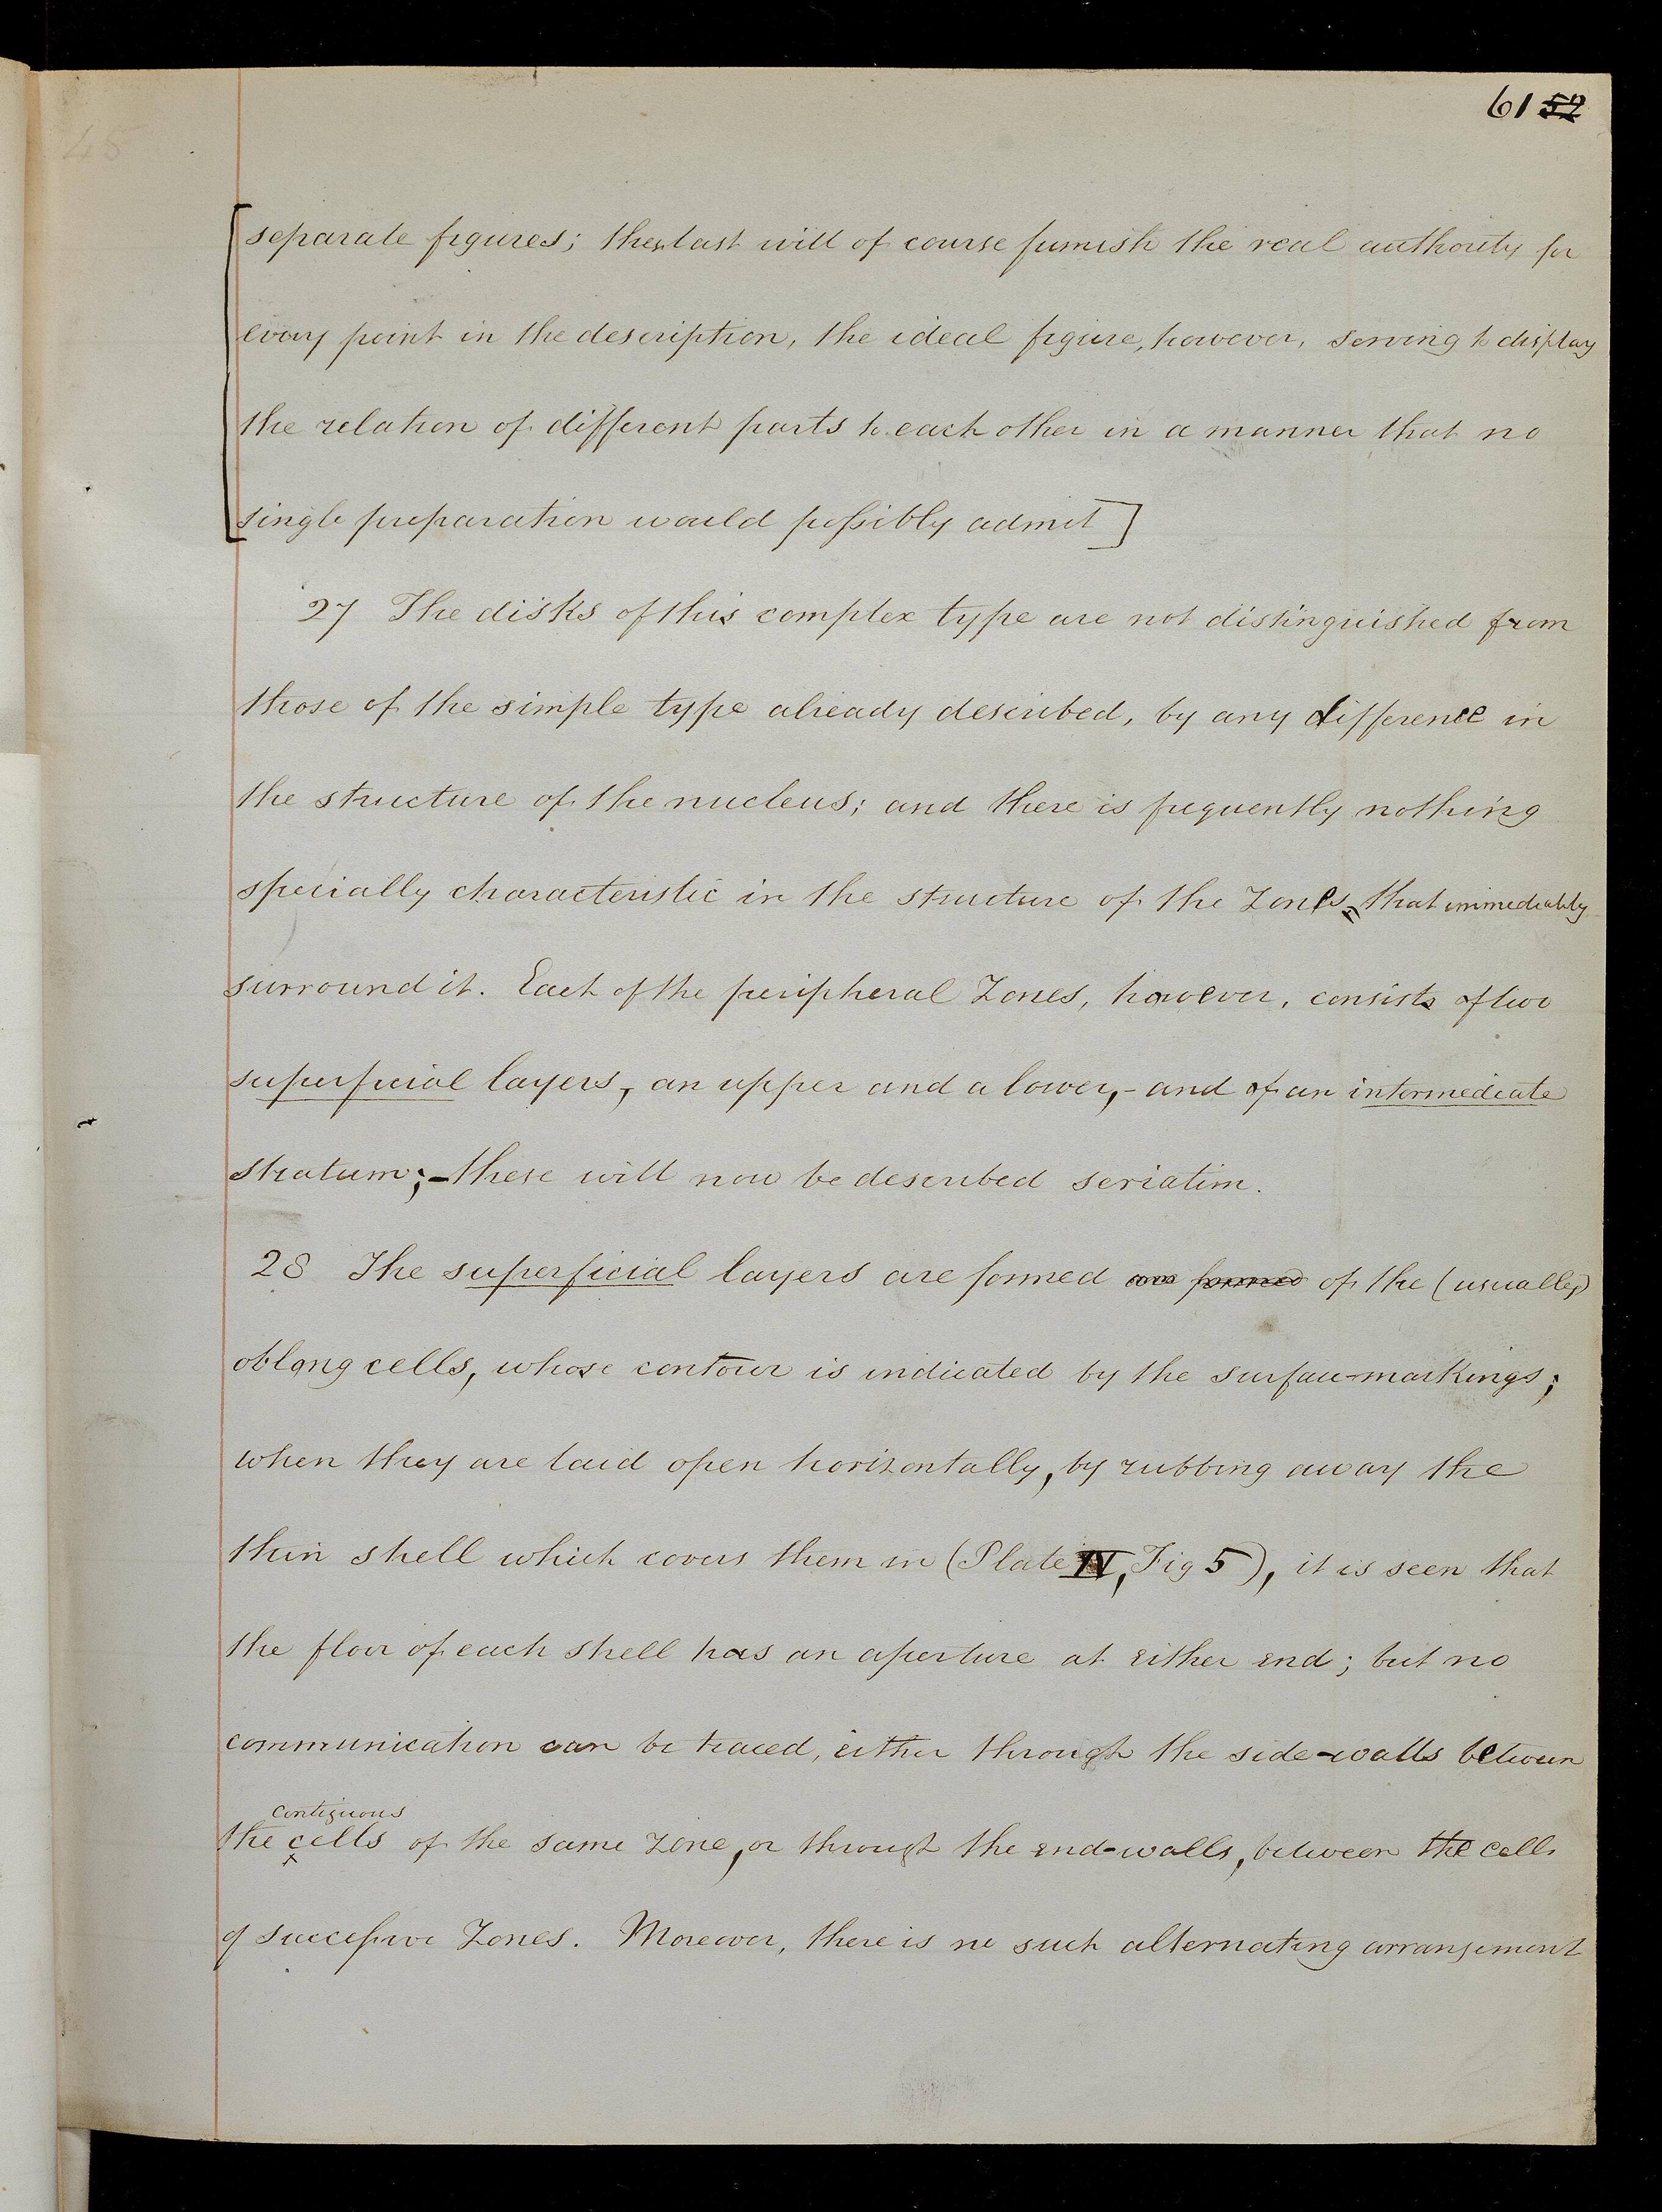 61 52
separate figures; these last will of course furnish the real authority for
every point in the description, the ideal figure, however, serving to display
the relation of different parts to each other in a manner that no
single preparation would possibly admit]
27 The disks of this complex type are not distinguished from
those of the simple type already described, by any difference in
the structure of the nucleus; and there is frequently nothing
specially characteristic in the structure of the Zones that immediately
surround it. Each of the peripheral Zones, however, consists of two
superficial layers, an upper and a lower,- and of an intermediate
stratum;- these will now be described seriatim.
28 The superficial layers are formed are formed of the (usually)
oblong cells, whose contour is indicated by the surface-markings;
when they are laid open horizontally, by rubbing away the
thin shell which covers them in (Plate IV, Fig 5), it is seen that
the floor of each shell has an aperture at either end; but no
communication can be traced, either through the side-walls between
contiguous
the cells of the same Zone, or through the end-walls, between the cells
of successive Zones. Moreover, there is no such alternating arrangement